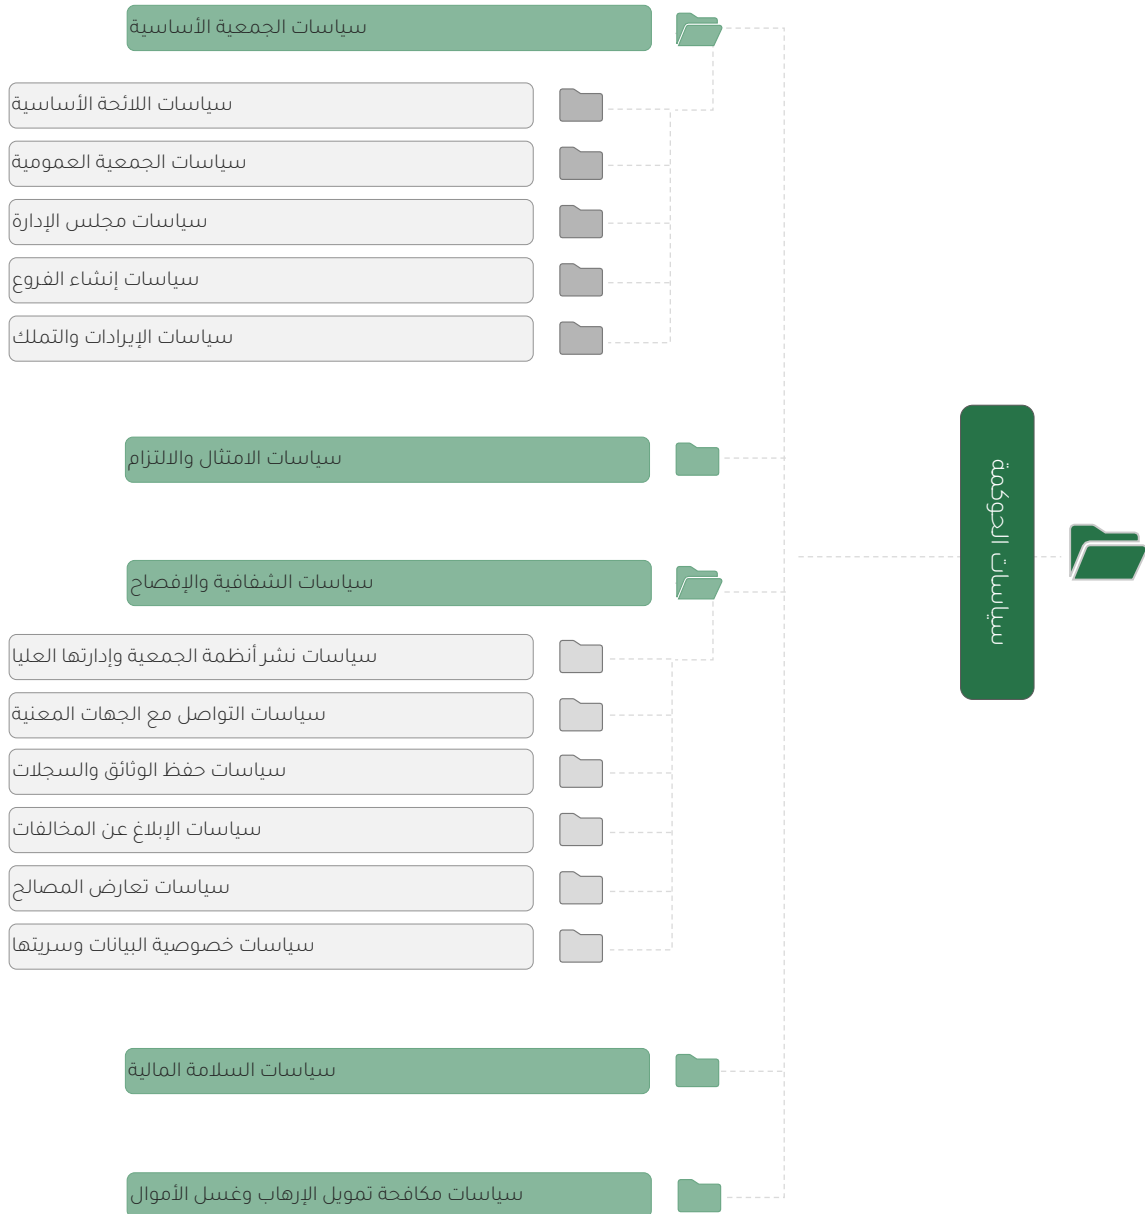 سياسات الحوكمة
سياسات الجمعية الأساسية
سياسات اللائحة الأساسية
سياسات الجمعية العمومية
سياسات مجلس الإدارة
سياسات إنشاء الفروع
سياسات الإيرادات والتملك
سياسات الامتثال والالتزام
سياسات الشفافية والإفصاح
سياسات نشر أنظمة الجمعية وإدارتها العليا
سياسات التواصل مع الجهات المعنية
سياسات حفظ الوثائق والسجلات
سياسات الإبلاغ عن المخالفات
سياسات تعارض المصالح
سياسات خصوصية البيانات وسريتها
سياسات السلامة المالية
سياسات مكافحة تمويل الإرهاب وغسل الأموال